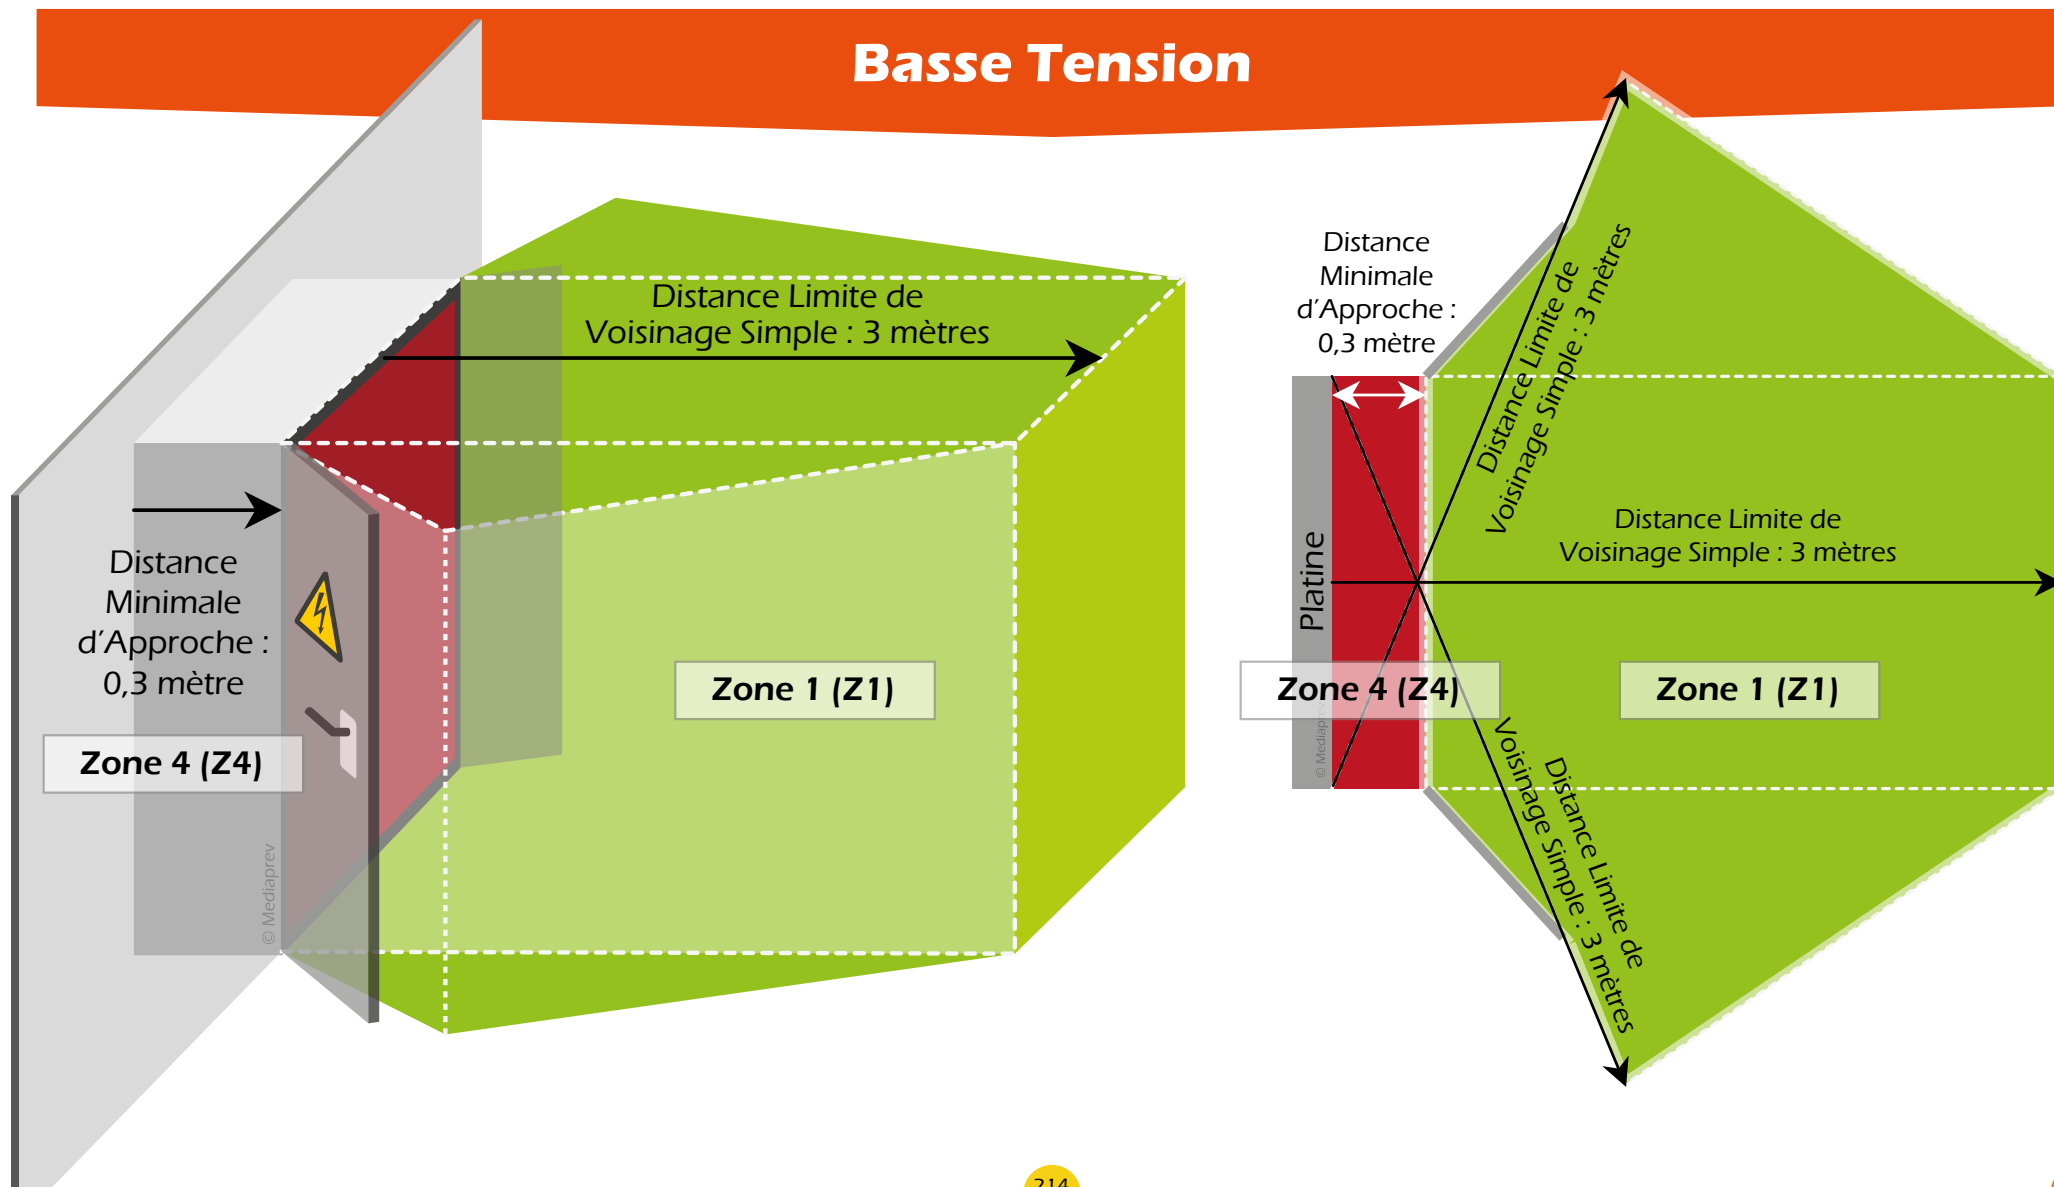 Basse Tension
Distance Limite de
Voisinage Simple : 3 mètres
Distance
Minimale
d'Approche :
0,3 mètre
Zone 4 (Z4)
© Mediaprev
Zone 1 (Z1)
Distance
Minimale
d'Approche :
0,3 mètre
Distance Limite de
Voisinage Simple : 3 mètres
Distance Limite de
Voisinage Simple : 3 mètres
Platine
Zone 4 (Z4)
Zone 1 (Z1)
© Mediaprev
Distance Limite de
Voisinage Simple : 3 mètres
214